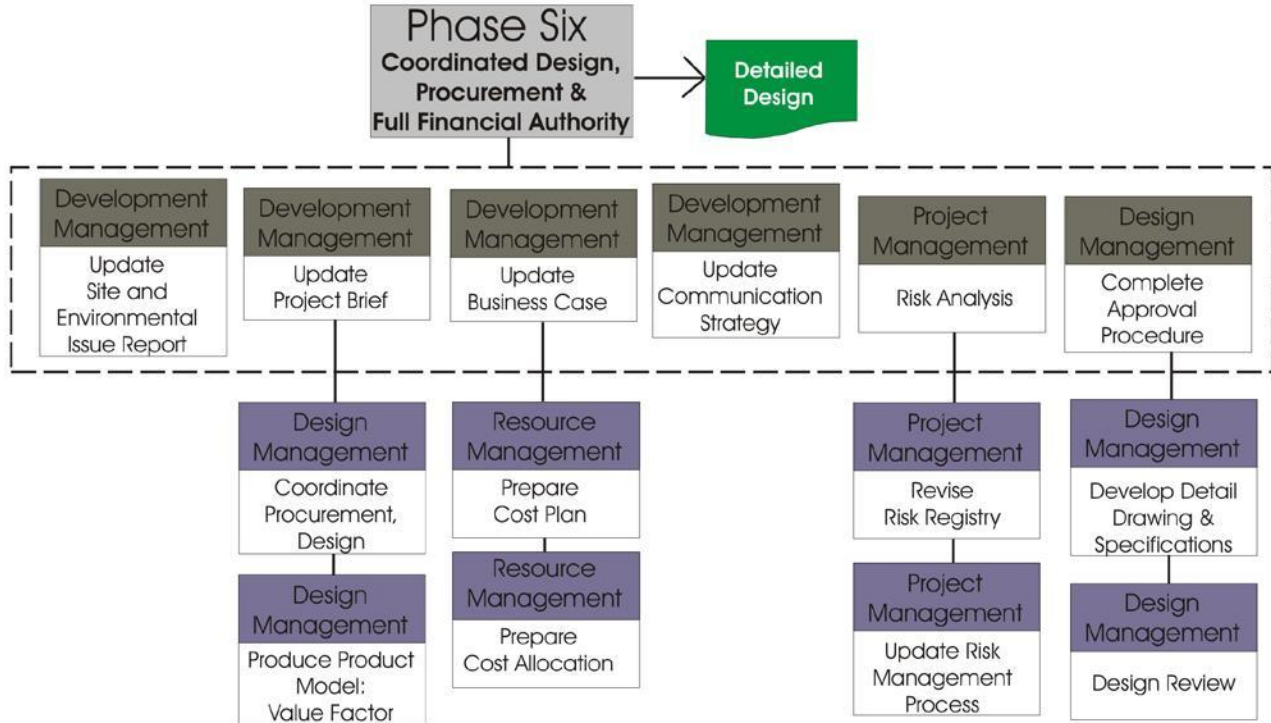 Phase Six
Coordinated Design,
Procurement &
Full Financial Authority
Detailed
Design
Development
Management
Update
Site and
Environmental
Issue Report
Development
Management
Update
Project Brief
Development
Management
Update
Business Case
Development
Management
Update
Communication
Strategy
Project
Management
Risk Analysis
Design
Management
Complete
Approval
Procedure
Design
Management
Coordinate
Procurement,
Design
Resource
Management
Prepare
Cost Plan
Project
Management
Revise
Risk Registry
Design
Management
Develop Detail
Drawing &
Specifications
Design
Management
Produce Product
Model:
Value Factor
Resource
Management
Prepare
Cost Allocation
Project
Management
Update Risk
Management
Process
Design
Management
Design Review